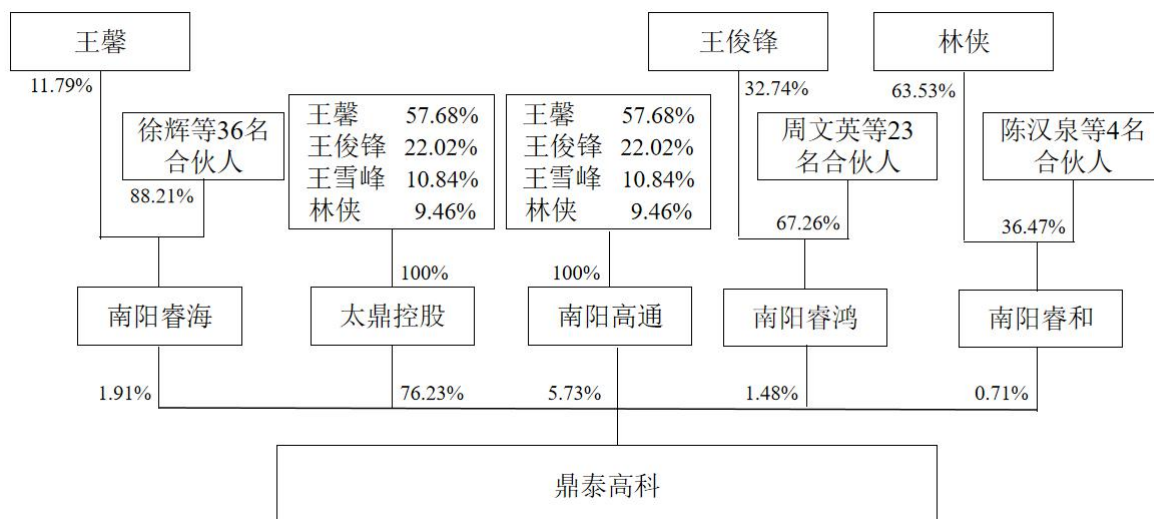 王馨
王俊锋
林侠
11.79%
32.74%
63.53%
徐辉等36名
合伙人
88.21%
王馨 57.68%
王俊锋 22.02%
王雪峰 10.84%
林侠 9.46%
王馨 57.68%
王俊锋 22.02%
王雪峰 10.84%
林侠 9.46%
周文英等23
名合伙人
67.26%
陈汉泉等4名
合伙人
36.47%
100%
100%
南阳睿海
太鼎控股
南阳高通
南阳睿鸿
南阳睿和
1.91%
76.23%
5.73%
1.48%
0.71%
鼎泰高科